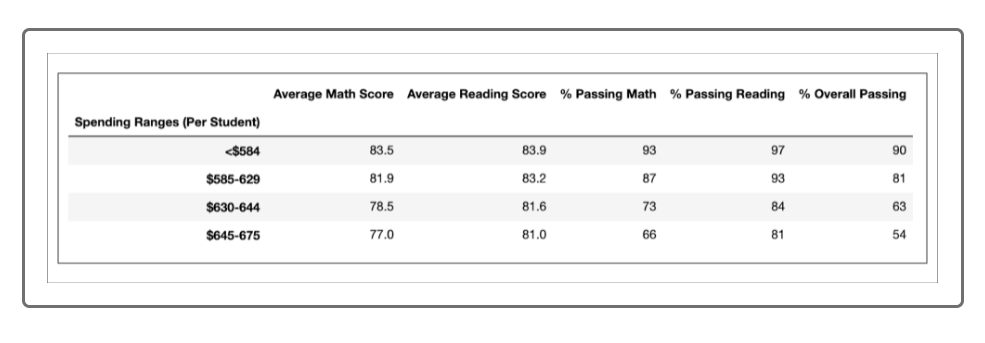 Average Math Score Average Reading Score % Passing Math % Passing Reading % Overall Passing
Spending Ranges (Per Student)
<$584 83.5 83.9 93 97 90
$585-629 81.9 83.2 87 93 81
$630-644 78.5 81.6 73 84 63
$645-675 77.0 81.0 66 81 54